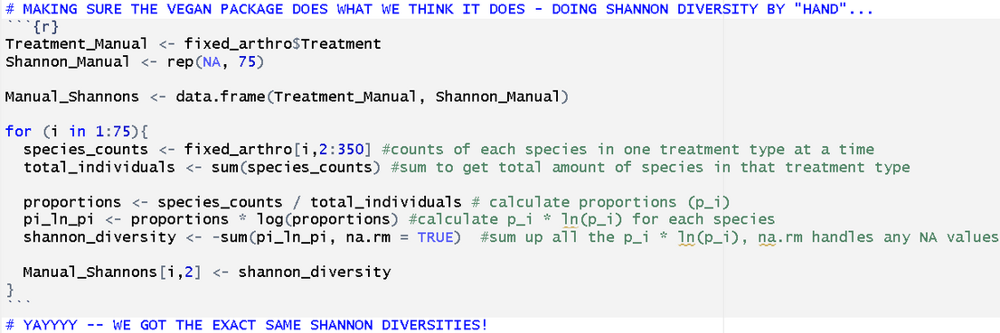 # MAKING SURE THE VEGAN PACKAGE DOES WHAT WE THINK IT DOES - DOING SHANNON DIVERSITY BY "HAND"...
```{r}
Treatment_Manual <- fixed_arthro$Treatment
Shannon_Manual <- rep(NA, 75)

Manual_Shannons <- data.frame(Treatment_Manual, Shannon_Manual)

for (i in 1:75){
  species_counts <- fixed_arthro[i,2:350] #counts of each species in one treatment type at a time
  total_individuals <- sum(species_counts) #sum to get total amount of species in that treatment type

  proportions <- species_counts / total_individuals # calculate proportions (p_i)
  pi_ln_pi <- proportions * log(proportions) #calculate p_i * ln(p_i) for each species
  shannon_diversity <- -sum(pi_ln_pi, na.rm = TRUE)  #sum up all the p_i * ln(p_i), na.rm handles any NA values

  Manual_Shannons[i,2] <- shannon_diversity
}
```
# YAYYYY -- WE GOT THE EXACT SAME SHANNON DIVERSITIES!